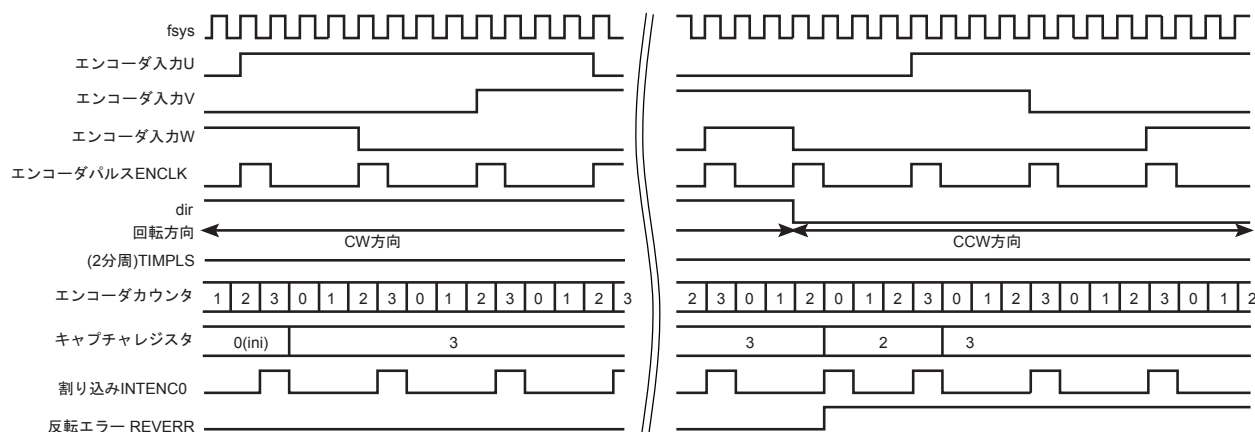 fsys
エンコーダ入力U
エンコーダ入力V
エンコーダ入力W
エンコーダパルスENCLK
dir
回転方向
CW方向 CCW方向
(2分周)TIMPLS
エンコーダカウンタ 1 2 3 0 1 2 3 0 1 2 3 0 1 2 3 2 3 0 1 2 0 1 2 3 0 1 2 3 0 1 2 3 0 1 2
キャプチャレジスタ 0(ini) 3 3 2 3
割り込みINTENC0
反転エラー REVERR